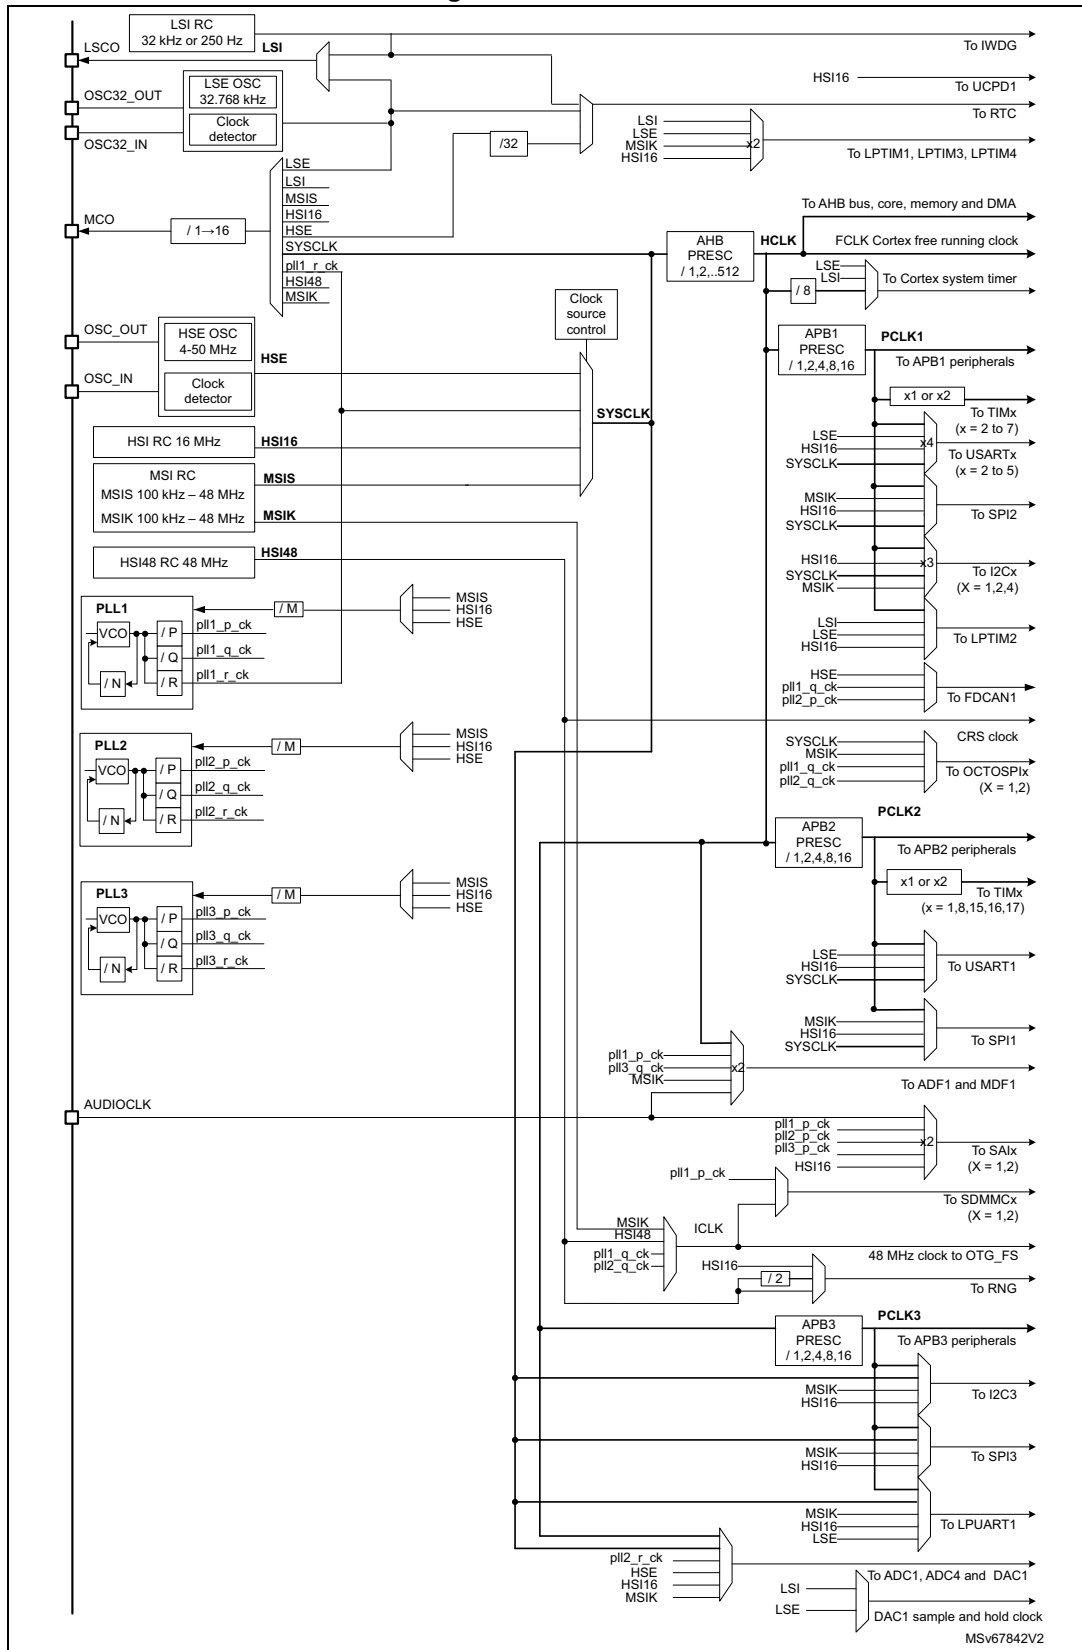 LSI RC
32 kHz or 250 Hz
LSCO
LSI
To IWDG
OSC32_OUT
LSE OSC
32.768 kHz
Clock
detector
OSC32_IN
HSI16
To UCPD1
To RTC
/32
LSI
LSE
MSIK
HSI16
x2
To LPTIM1, LPTIM3, LPTIM4
MCO
/ 1→16
LSE
LSI
MSIS
HSI16
HSE
SYSCLK
pll1_r_ck
HSI48
MSIK
AHB
PRESC
/ 1,2,..512
HCLK
To AHB bus, core, memory and DMA
FCLK Cortex free running clock
LSE
LSI
/ 8
To Cortex system timer
OSC_OUT
HSE OSC
4-50 MHz
HSE
OSC_IN
Clock
detector
Clock
source
control
SYSCLK
HSI RC 16 MHz
HSI16
MSI RC
MSIS 100 kHz – 48 MHz
MSIK 100 kHz – 48 MHz
MSIS
MSIK
HSI48 RC 48 MHz
HSI48
APB1
PRESC
/ 1,2,4,8,16
PCLK1
To APB1 peripherals
x1 or x2
To TIMx
(x = 2 to 7)
LSE
HSI16
SYSCLK
x4
To USARTx
(x = 2 to 5)
MSIK
HSI16
SYSCLK
To SPI2
HSI16
SYSCLK
MSIK
x3
To I2Cx
(X = 1,2,4)
LSI
LSE
HSI16
To LPTIM2
HSE
pll1_q_ck
pll2_p_ck
To FDCAN1
CRS clock
SYSCLK
MSIK
pll1_q_ck
pll2_q_ck
To OCTOSPIx
(X = 1,2)
PLL1
VCO
/ N
/ P
/ Q
/ R
pll1_p_ck
pll1_q_ck
pll1_r_ck
/ M
MSIS
HSI16
HSE
PLL2
VCO
/ N
/ P
/ Q
/ R
pll2_p_ck
pll2_q_ck
pll2_r_ck
/ M
MSIS
HSI16
HSE
PLL3
VCO
/ N
/ P
/ Q
/ R
pll3_p_ck
pll3_q_ck
pll3_r_ck
/ M
MSIS
HSI16
HSE
APB2
PRESC
/ 1,2,4,8,16
PCLK2
To APB2 peripherals
x1 or x2
To TIMx
(x = 1,8,15,16,17)
LSE
HSI16
SYSCLK
To USART1
MSIK
HSI16
SYSCLK
To SPI1
pll1_p_ck
pll3_q_ck
MSIK
x2
To ADF1 and MDF1
AUDIOCLK
pll1_p_ck
pll2_p_ck
pll3_p_ck
HSI16
x2
To SAIx
(X = 1,2)
pll1_p_ck
To SDMMCx
(X = 1,2)
MSIK
HSI48
pll1_q_ck
pll2_q_ck
ICLK
48 MHz clock to OTG_FS
HSI16
/ 2
To RNG
APB3
PRESC
/ 1,2,4,8,16
PCLK3
To APB3 peripherals
MSIK
HSI16
To I2C3
MSIK
HSI16
To SPI3
MSIK
HSI16
LSE
To LPUART1
pll2_r_ck
HSE
HSI16
MSIK
To ADC1, ADC4 and DAC1
LSI
LSE
DAC1 sample and hold clock
MSv67842V2